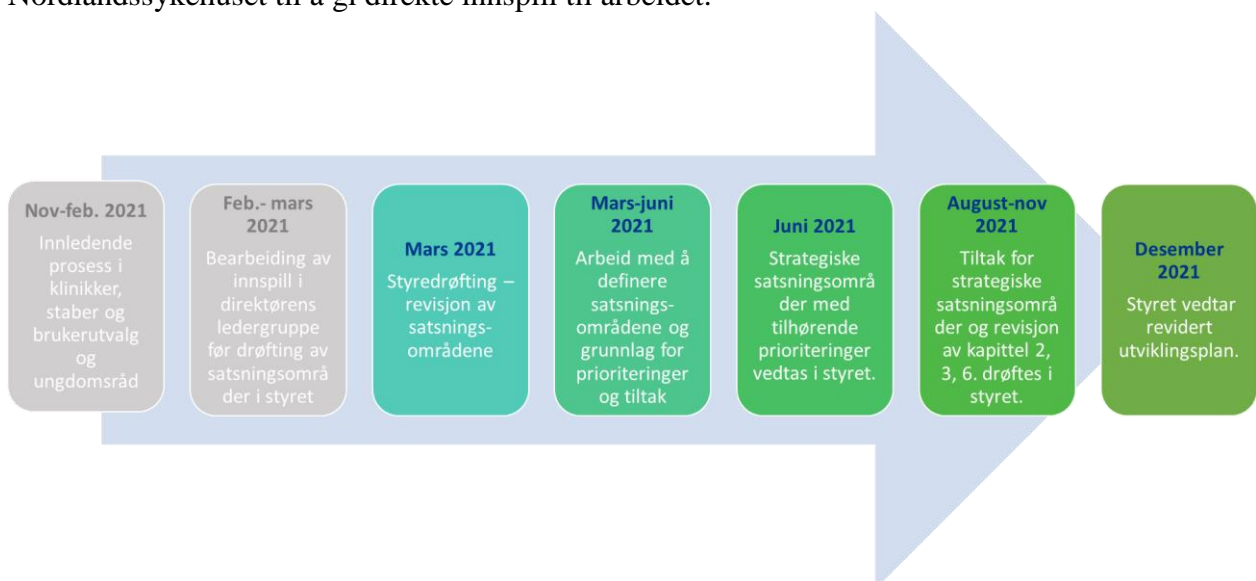 Nordlandssykehuset til å gi direkte innspill til arbeidet.
Nov-feb. 2021
Innledende
prosess i
klinikker,
staber og
brukerutvalg
og
ungdomsråd
Feb.- mars
2021
Bearbeiding av
innspill i
direktørens
ledergruppe
før drøfting av
satsningsområ
der i styret
Mars 2021
Styredrøfting –
revisjon av
satsnings-
områdene
Mars-juni
2021
Arbeid med å
definere
satsnings-
områdene og
grunnlag for
prioriteringer
og tiltak
Juni 2021
Strategiske
satsningsområ
der med
tilhørende
prioriteringer
vedtas i styret.
August-nov
2021
Tiltak for
strategiske
satsningsområ
der og revisjon
av kapittel 2,
3, 6. drøftes i
styret.
Desember
2021
Styret vedtar
revidert
utviklingsplan.